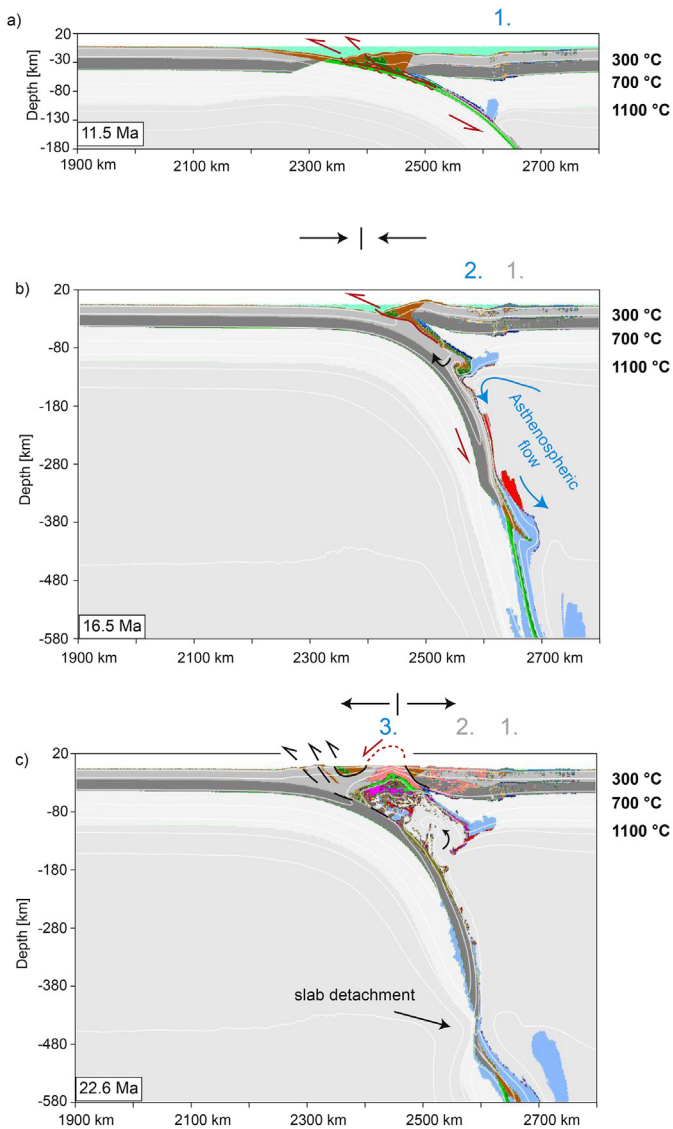 1.
a)
20
-30
-80
-130
-180
Depth [km]
300 °C
700 °C
1100 °C
11.5 Ma
1900 km 2100 km 2300 km 2500 km 2700 km
2. 1.
b)
20
-80
-180
-280
-380
-480
-580
Depth [km]
300 °C
700 °C
1100 °C
Asthenospheric
flow
16.5 Ma
1900 km 2100 km 2300 km 2500 km 2700 km
3. 2. 1.
c)
20
-80
-180
-280
-380
-480
-580
Depth [km]
300 °C
700 °C
1100 °C
slab detachment
22.6 Ma
1900 km 2100 km 2300 km 2500 km 2700 km